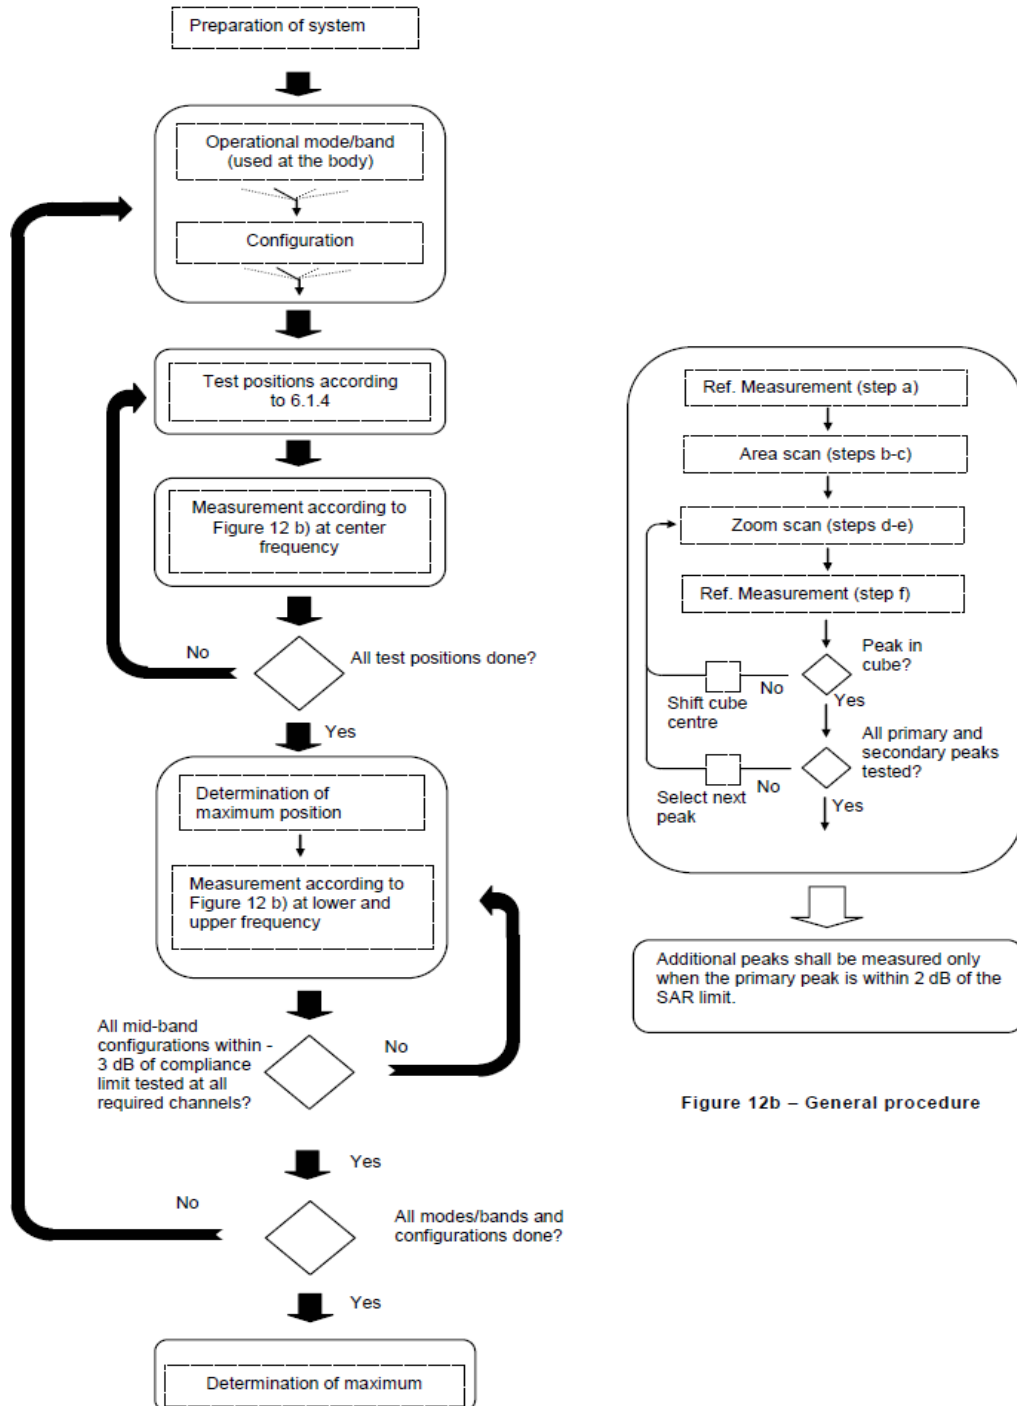 Preparation of system
Operational mode/band
(used at the body)
Configuration
Test positions according
to 6.1.4
Measurement according to
Figure 12 b) at center
frequency
No
All test positions done?
Yes
Determination of
maximum position
Measurement according to
Figure 12 b) at lower and
upper frequency
All mid-band
configurations within -
3 dB of compliance
limit tested at all
required channels?
No
Yes
No
All modes/bands and
configurations done?
Yes
Determination of maximum
Ref. Measurement (step a)
Area scan (steps b-c)
Zoom scan (steps d-e)
Ref. Measurement (step f)
Peak in
cube?
No
Shift cube
centre
Yes
All primary and
secondary peaks
tested?
No
Select next
peak
Yes
Additional peaks shall be measured only
when the primary peak is within 2 dB of the
SAR limit.
Figure 12b – General procedure